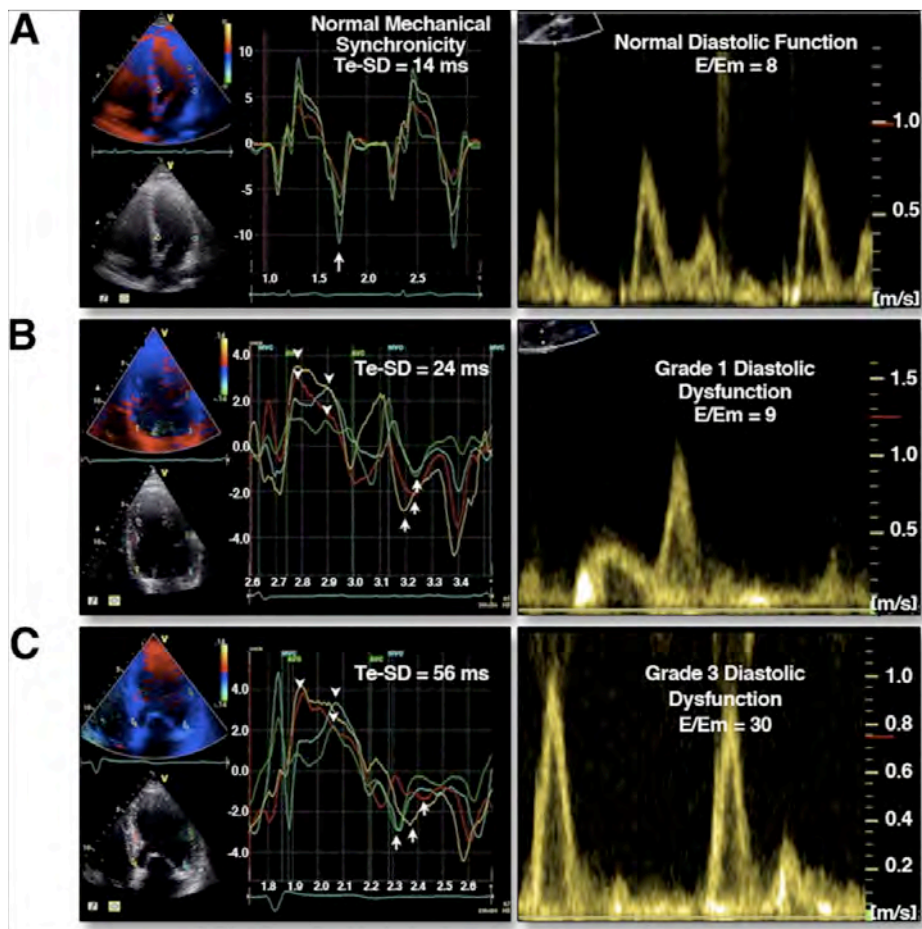 A
Normal Mechanical
Synchronicity
Te-SD = 14 ms
V
10
5
0
-5
-10
1.0 1.5 2.0 2.5
V
Normal Diastolic Function
E/Em = 8
1.0
0.5
[m/s]
B
Te-SD = 24 ms
V
4.0
2.0
0.0
-2.0
-4.0
2.6 2.7 2.8 2.9 3.0 3.1 3.2 3.3 3.4
V
MVC
AVC
MVO
Grade 1 Diastolic
Dysfunction
E/Em = 9
1.5
1.0
0.5
[m/s]
C
Te-SD = 56 ms
V
4.0
2.0
0.0
-2.0
-4.0
1.8 1.9 2.0 2.1 2.2 2.3 2.4 2.5 2.6
V
MVC
AVC
MVO
Grade 3 Diastolic
Dysfunction
E/Em = 30
1.0
0.8
0.6
0.4
0.2
[m/s]